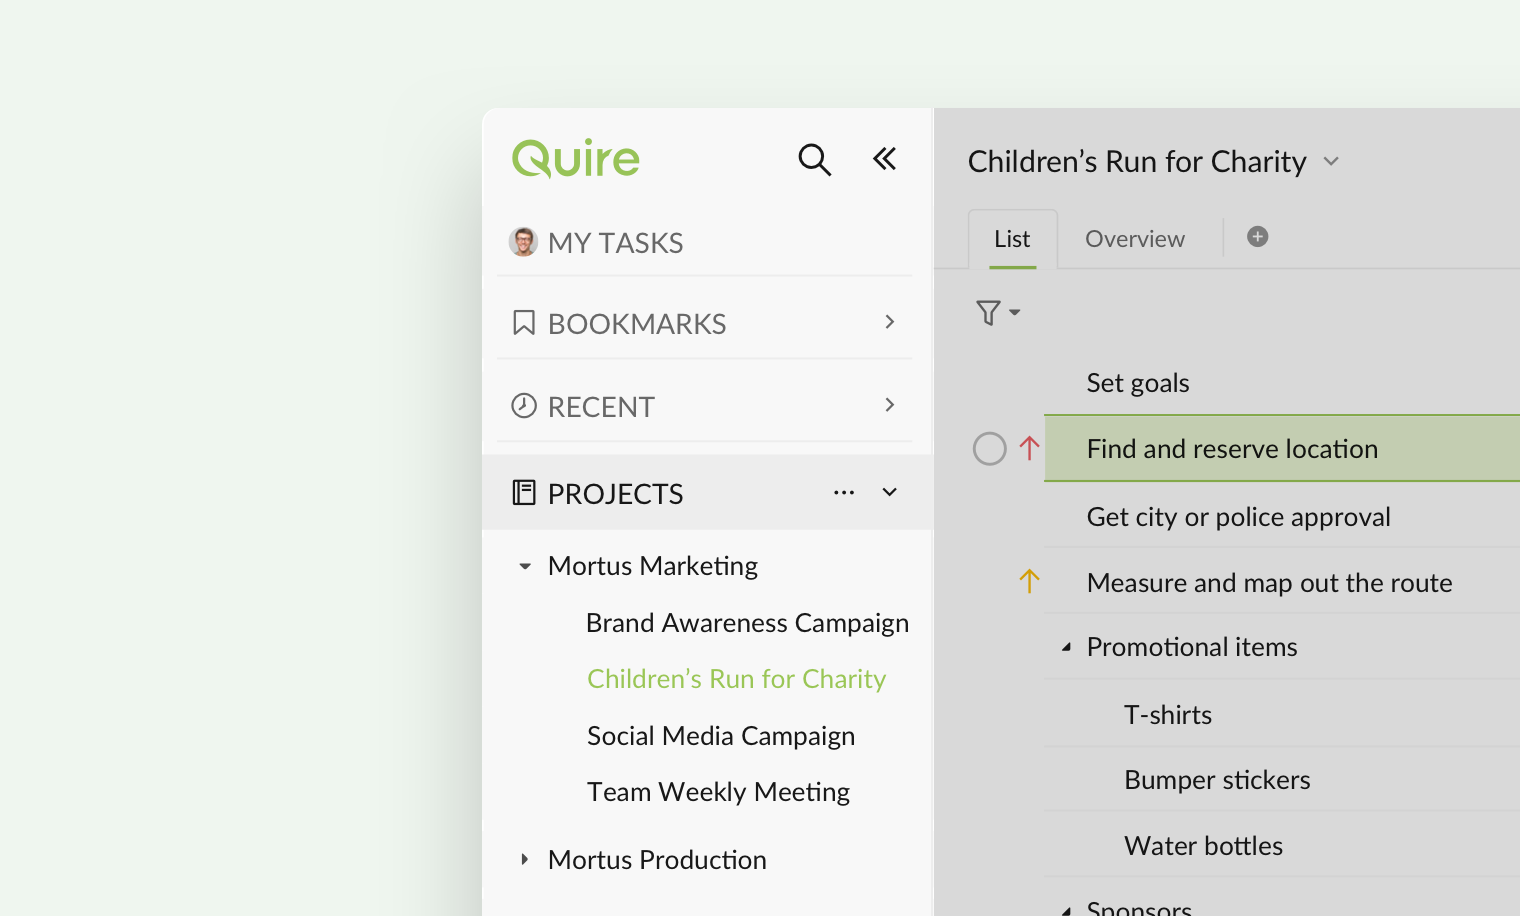 Quire
MY TASKS
BOOKMARKS
RECENT
PROJECTS
Mortus Marketing
Brand Awareness Campaign
Children’s Run for Charity
Social Media Campaign
Team Weekly Meeting
Mortus Production
Children’s Run for Charity
List
Overview
Set goals
Find and reserve location
Get city or police approval
Measure and map out the route
Promotional items
T-shirts
Bumper stickers
Water bottles
Sponsors